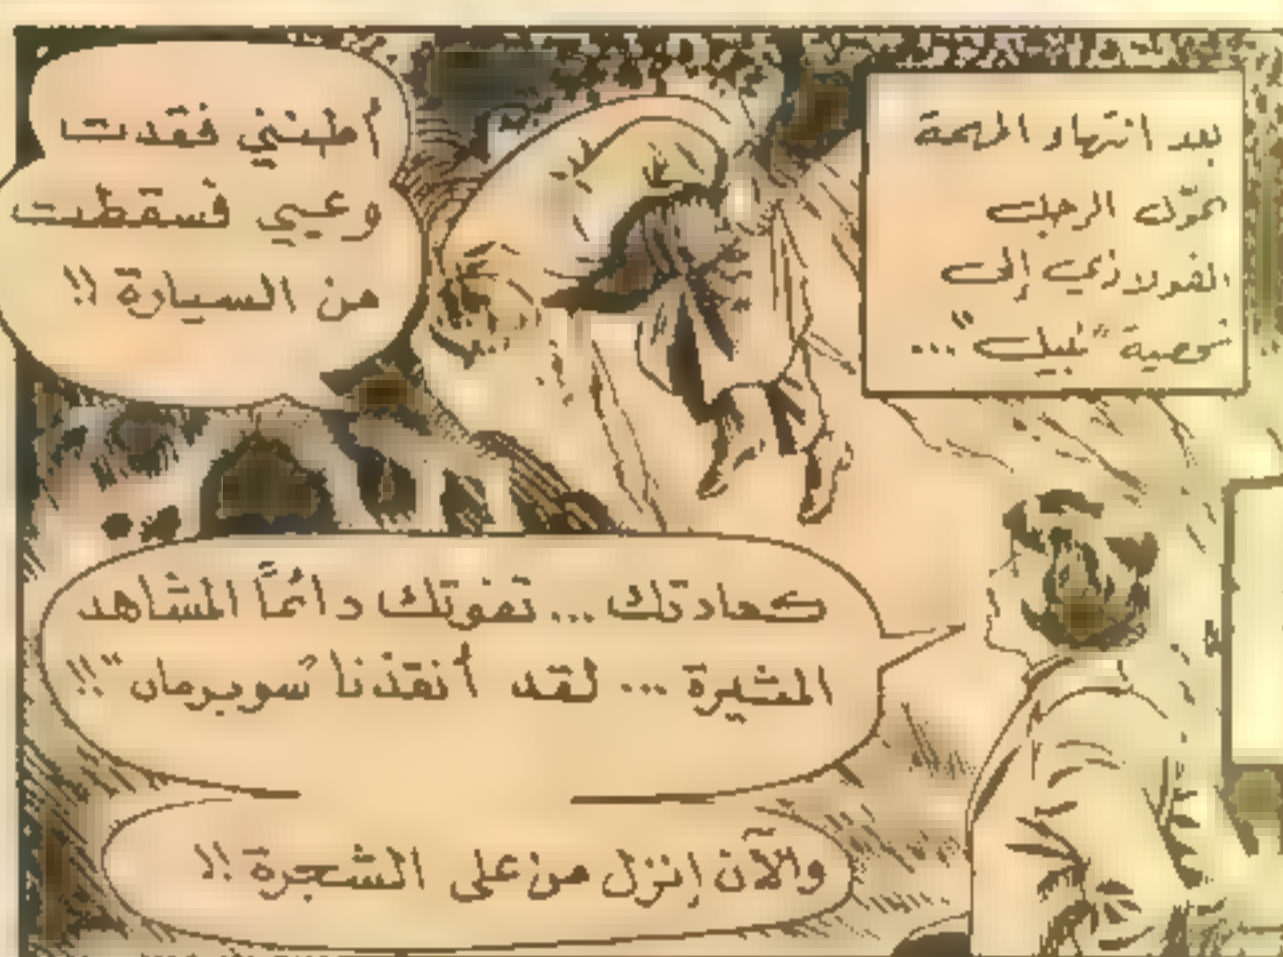 بعد انتهاء المهمة
تحوّل الرجل
الفولاذي إلى
شخصية "نبيل"...
أظنني فقدت
وعيي فسقطت
من السيارة !!
كعادتك... تفوتك دائمًا المشاهد
المثيرة ... لقد أنقذنا "سوبرمان"!!
والآن إنزل من على الشجرة !!